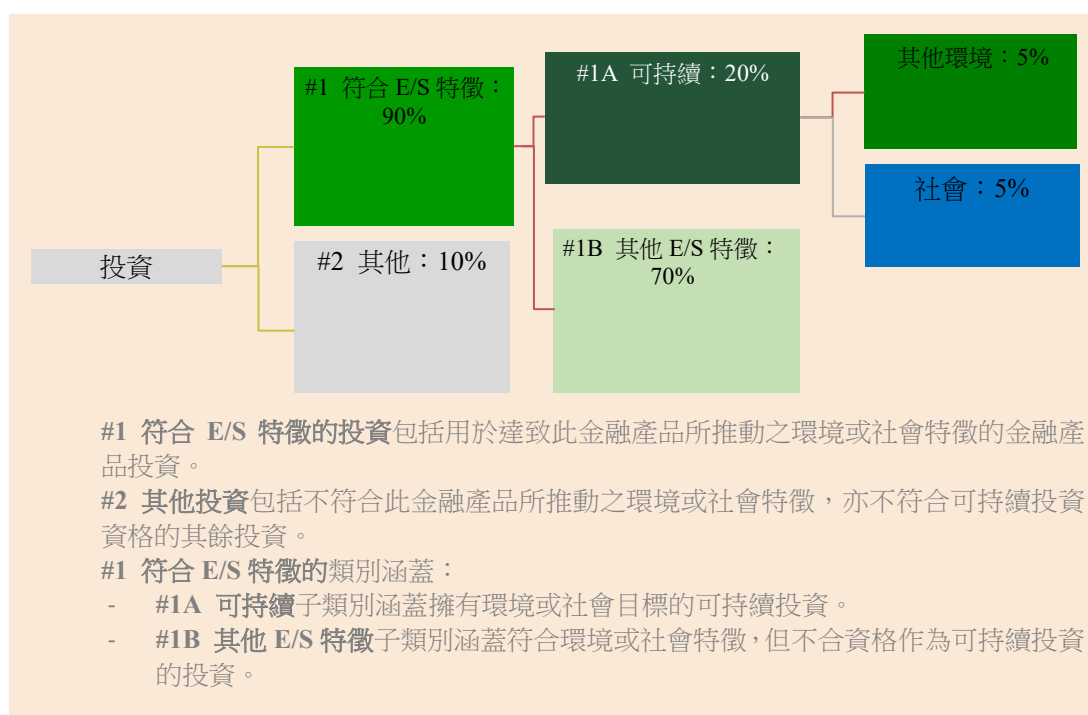 #1 符合 E/S 特徵：
90%
#1A 可持續：20%
其他環境：5%
社會：5%
投資
#2 其他：10%
#1B 其他 E/S 特徵：
70%
#1 符合 E/S 特徵的投資包括用於達致此金融產品所推動之環境或社會特徵的金融產
品投資。
#2 其他投資包括不符合此金融產品所推動之環境或社會特徵，亦不符合可持續投資
資格的其餘投資。
#1 符合 E/S 特徵的類別涵蓋：
- #1A 可持續子類別涵蓋擁有環境或社會目標的可持續投資。
- #1B 其他 E/S 特徵子類別涵蓋符合環境或社會特徵，但不合資格作為可持續投資
的投資。